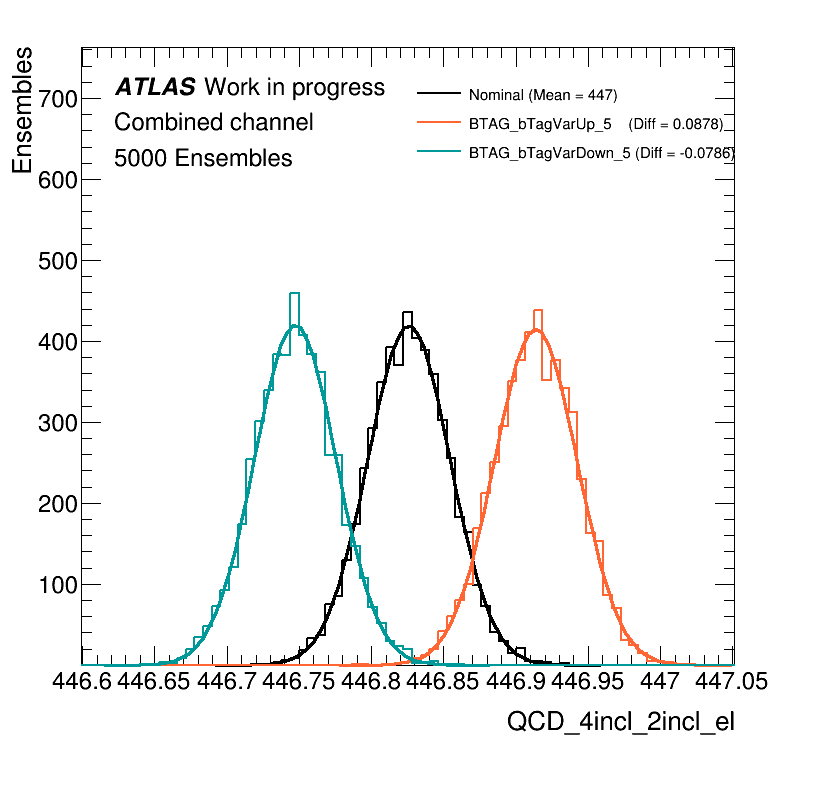 Ensembles
700
600
500
400
300
200
100
ATLAS Work in progress
Combined channel
5000 Ensembles
Nominal (Mean = 447)
BTAG_bTagVarUp_5 (Diff = 0.0878)
BTAG_bTagVarDown_5 (Diff = -0.0786)
446.6 446.65 446.7 446.75 446.8 446.85 446.9 446.95 447 447.05
QCD_4incl_2incl_el